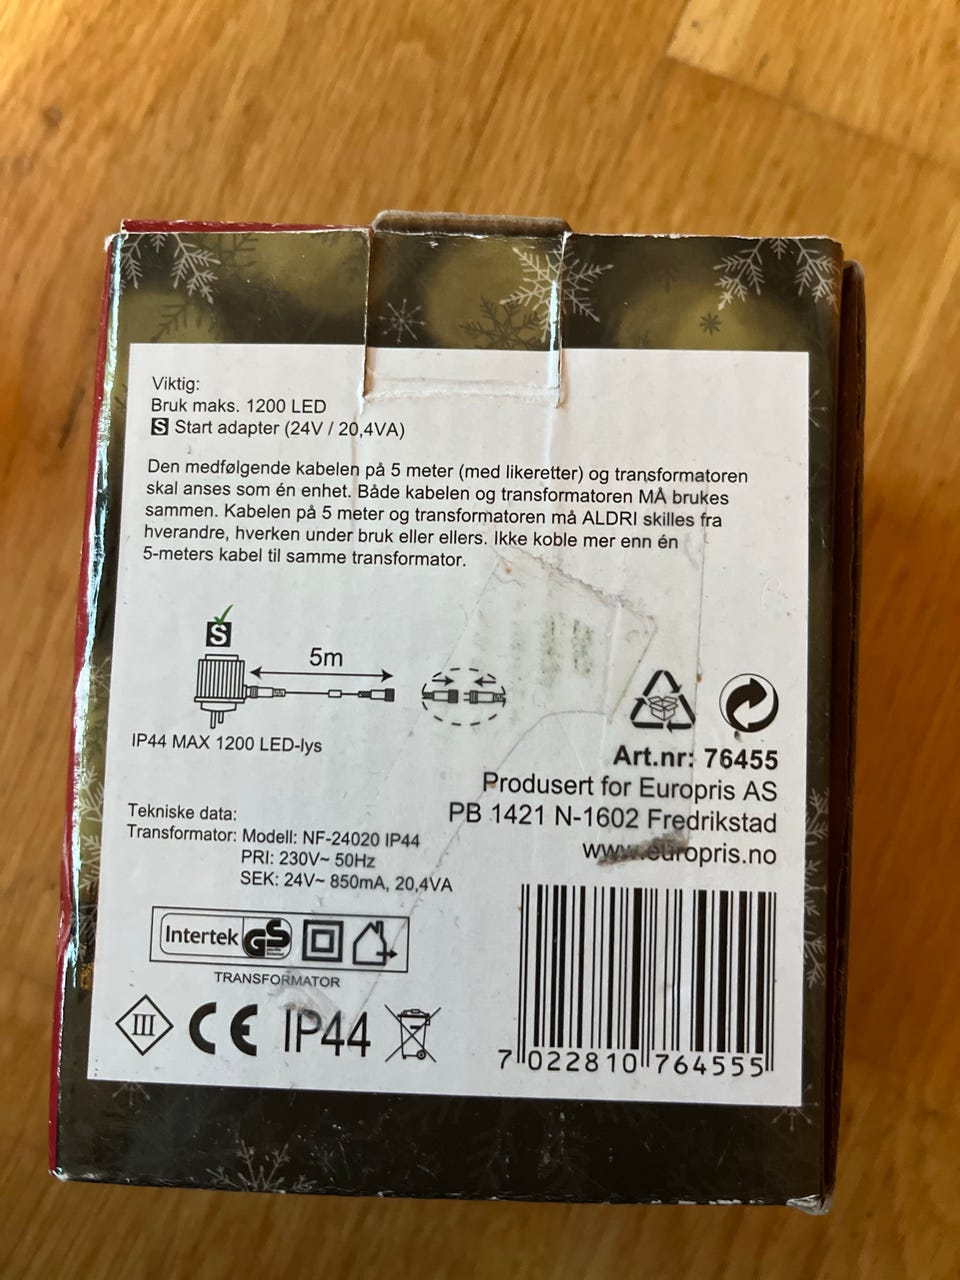 Viktig:
Bruk maks. 1200 LED
S Start adapter (24V / 20,4VA)
Den medfølgende kabelen på 5 meter (med likeretter) og transformatoren
skal anses som én enhet. Både kabelen og transformatoren MÅ brukes
sammen. Kabelen på 5 meter og transformatoren må ALDRI skilles fra
hverandre, hverken under bruk eller ellers. Ikke koble mer enn én
5-meters kabel til samme transformator.
S
5m
IP44 MAX 1200 LED-lys
Art.nr: 76455
Produsert for Europris AS
PB 1421 N-1602 Fredrikstad
www.europris.no
Tekniske data:
Transformator: Modell: NF-24020 IP44
PRI: 230V~ 50Hz
SEK: 24V~ 850mA, 20,4VA
Intertek GS
TRANSFORMATOR
III CE IP44
7 022810 764555